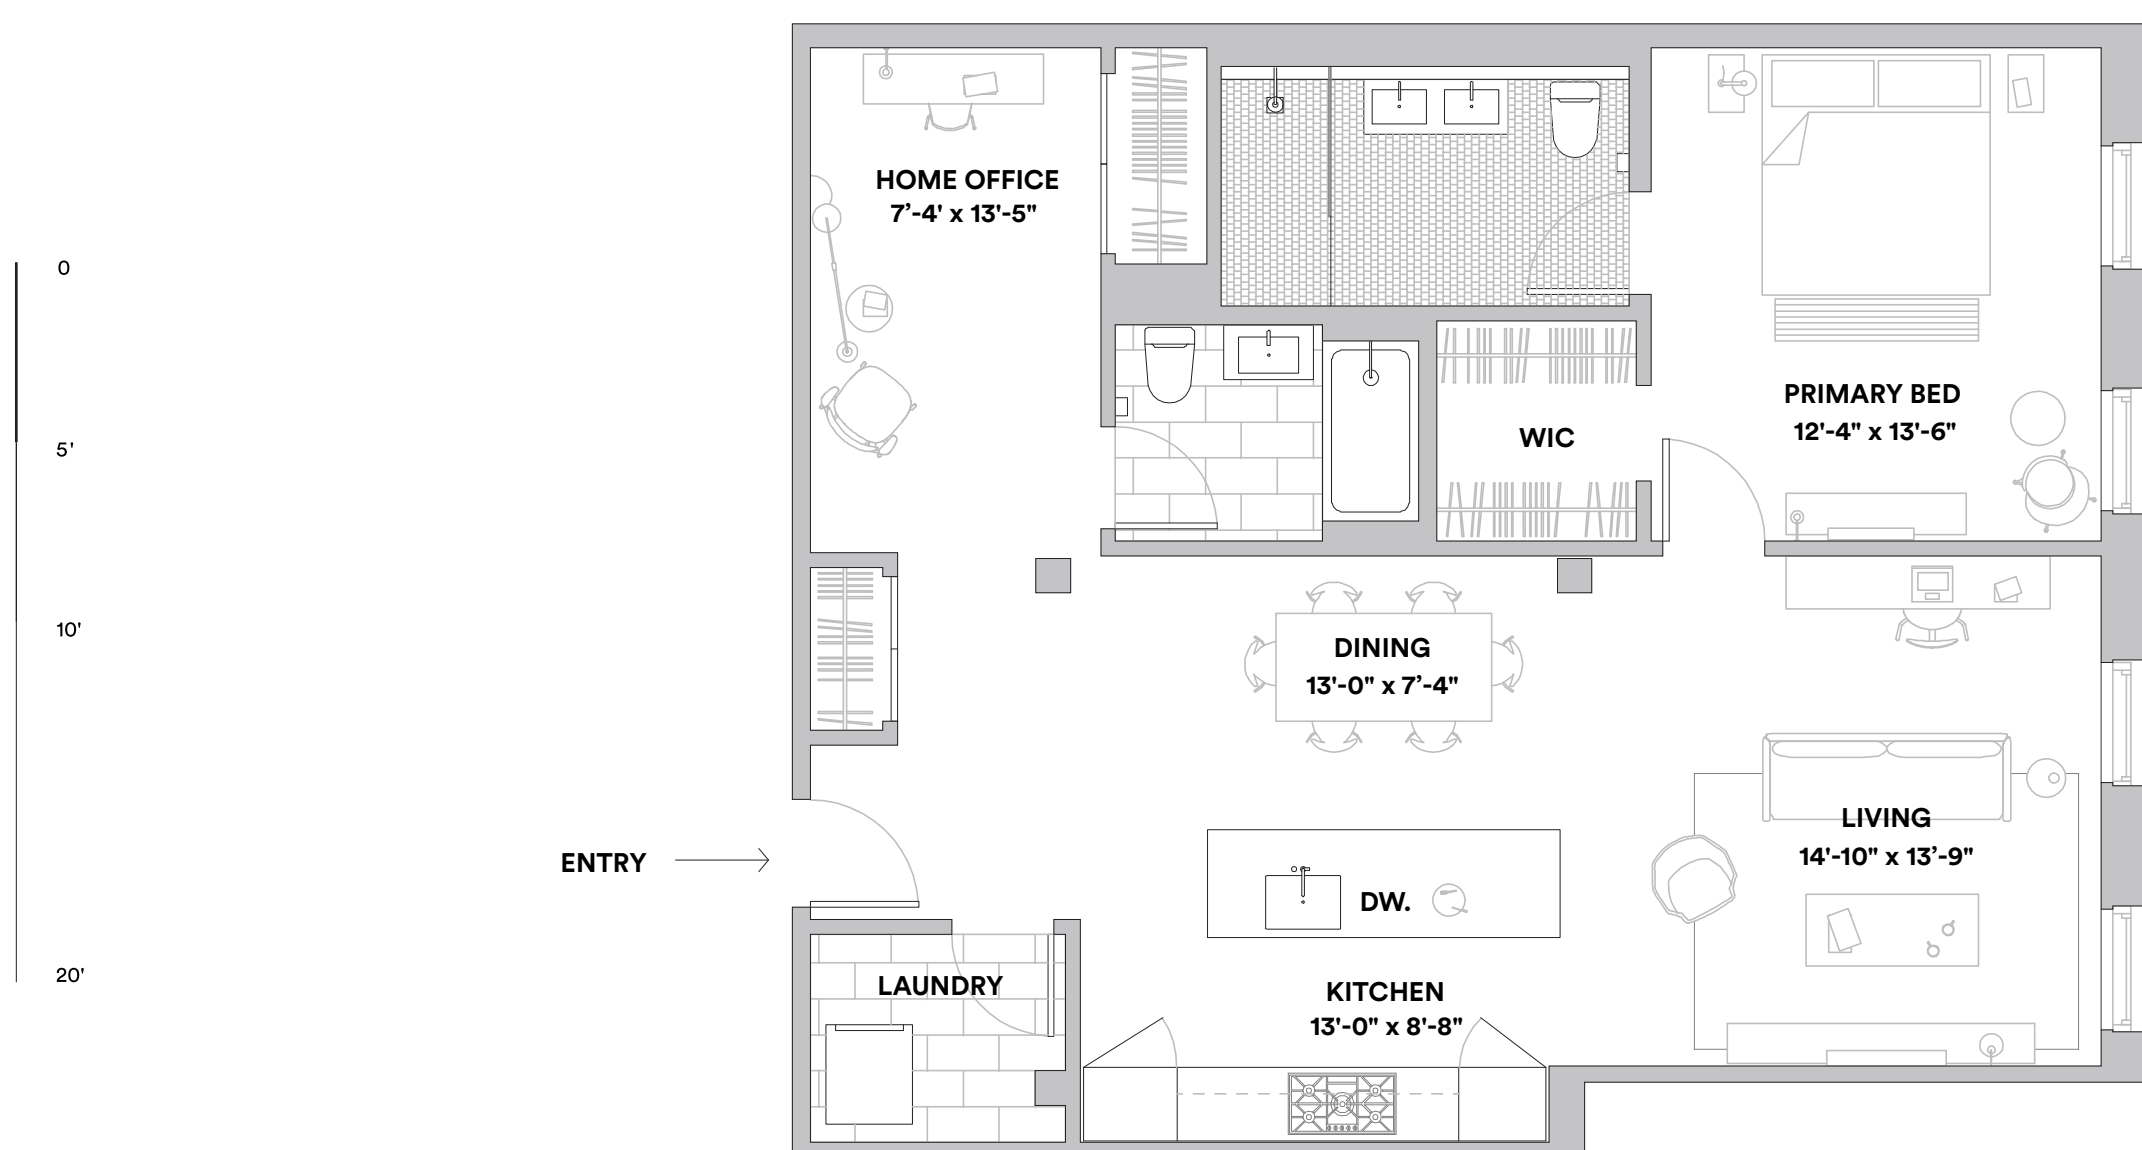 HOME OFFICE
7’-4' x 13'-5"
0
5'
10'
20'
PRIMARY BED
12'-4" x 13'-6"
WIC
DINING
13'-0" x 7’-4"
LIVING
14'-10" x 13’-9"
ENTRY
DW.
LAUNDRY
KITCHEN
13'-0" x 8'-8"